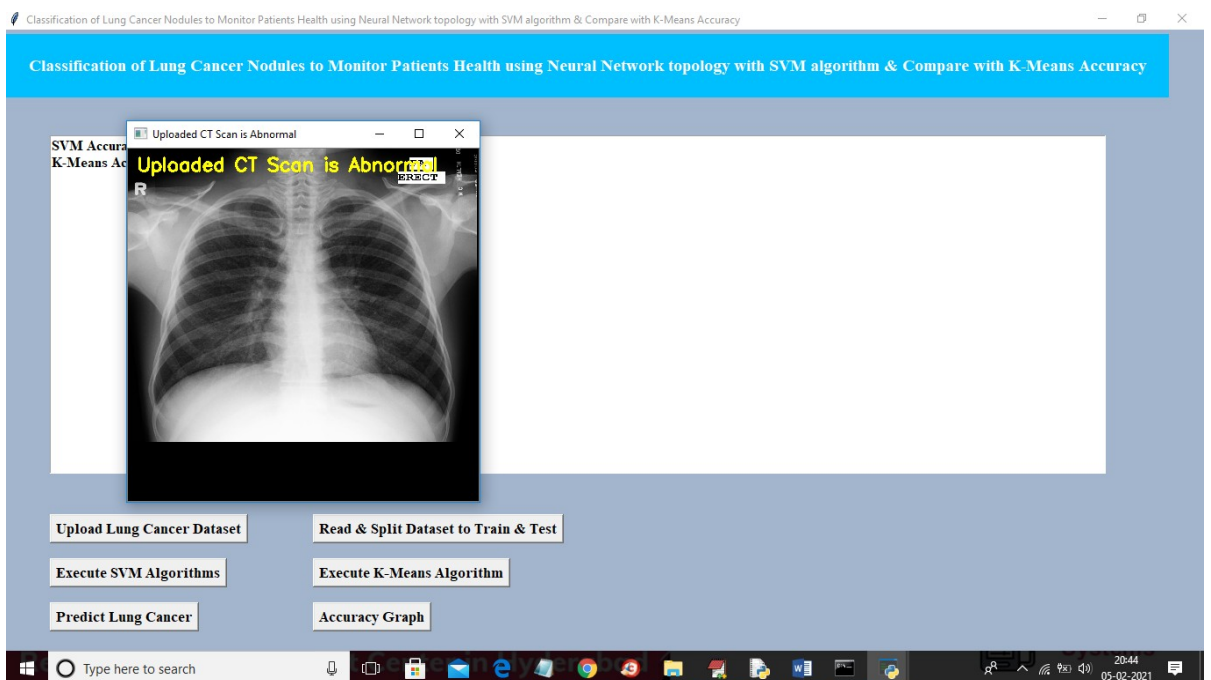 Classification of Lung Cancer Nodules to Monitor Patients Health using Neural Network topology with SVM algorithm & Compare with K-Means Accuracy
Classification of Lung Cancer Nodules to Monitor Patients Health using Neural Network topology with SVM algorithm & Compare with K-Means Accuracy
Uploaded CT Scan is Abnormal
SVM Accura
K-Means Ac
Uploaded CT Scan is Abnormal
ERECT
R
Upload Lung Cancer Dataset
Read & Split Dataset to Train & Test
Execute SVM Algorithms
Execute K-Means Algorithm
Predict Lung Cancer
Accuracy Graph
Type here to search
20:44
05-02-2021